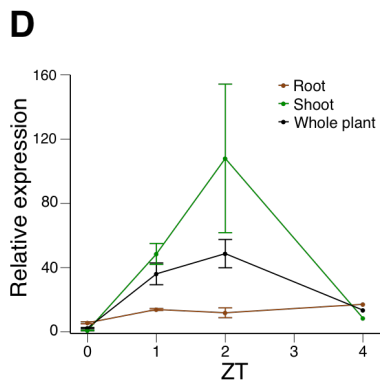 D
Relative expression
160
120
80
40
0
Root
Shoot
Whole plant
0 1 2 3 4
ZT